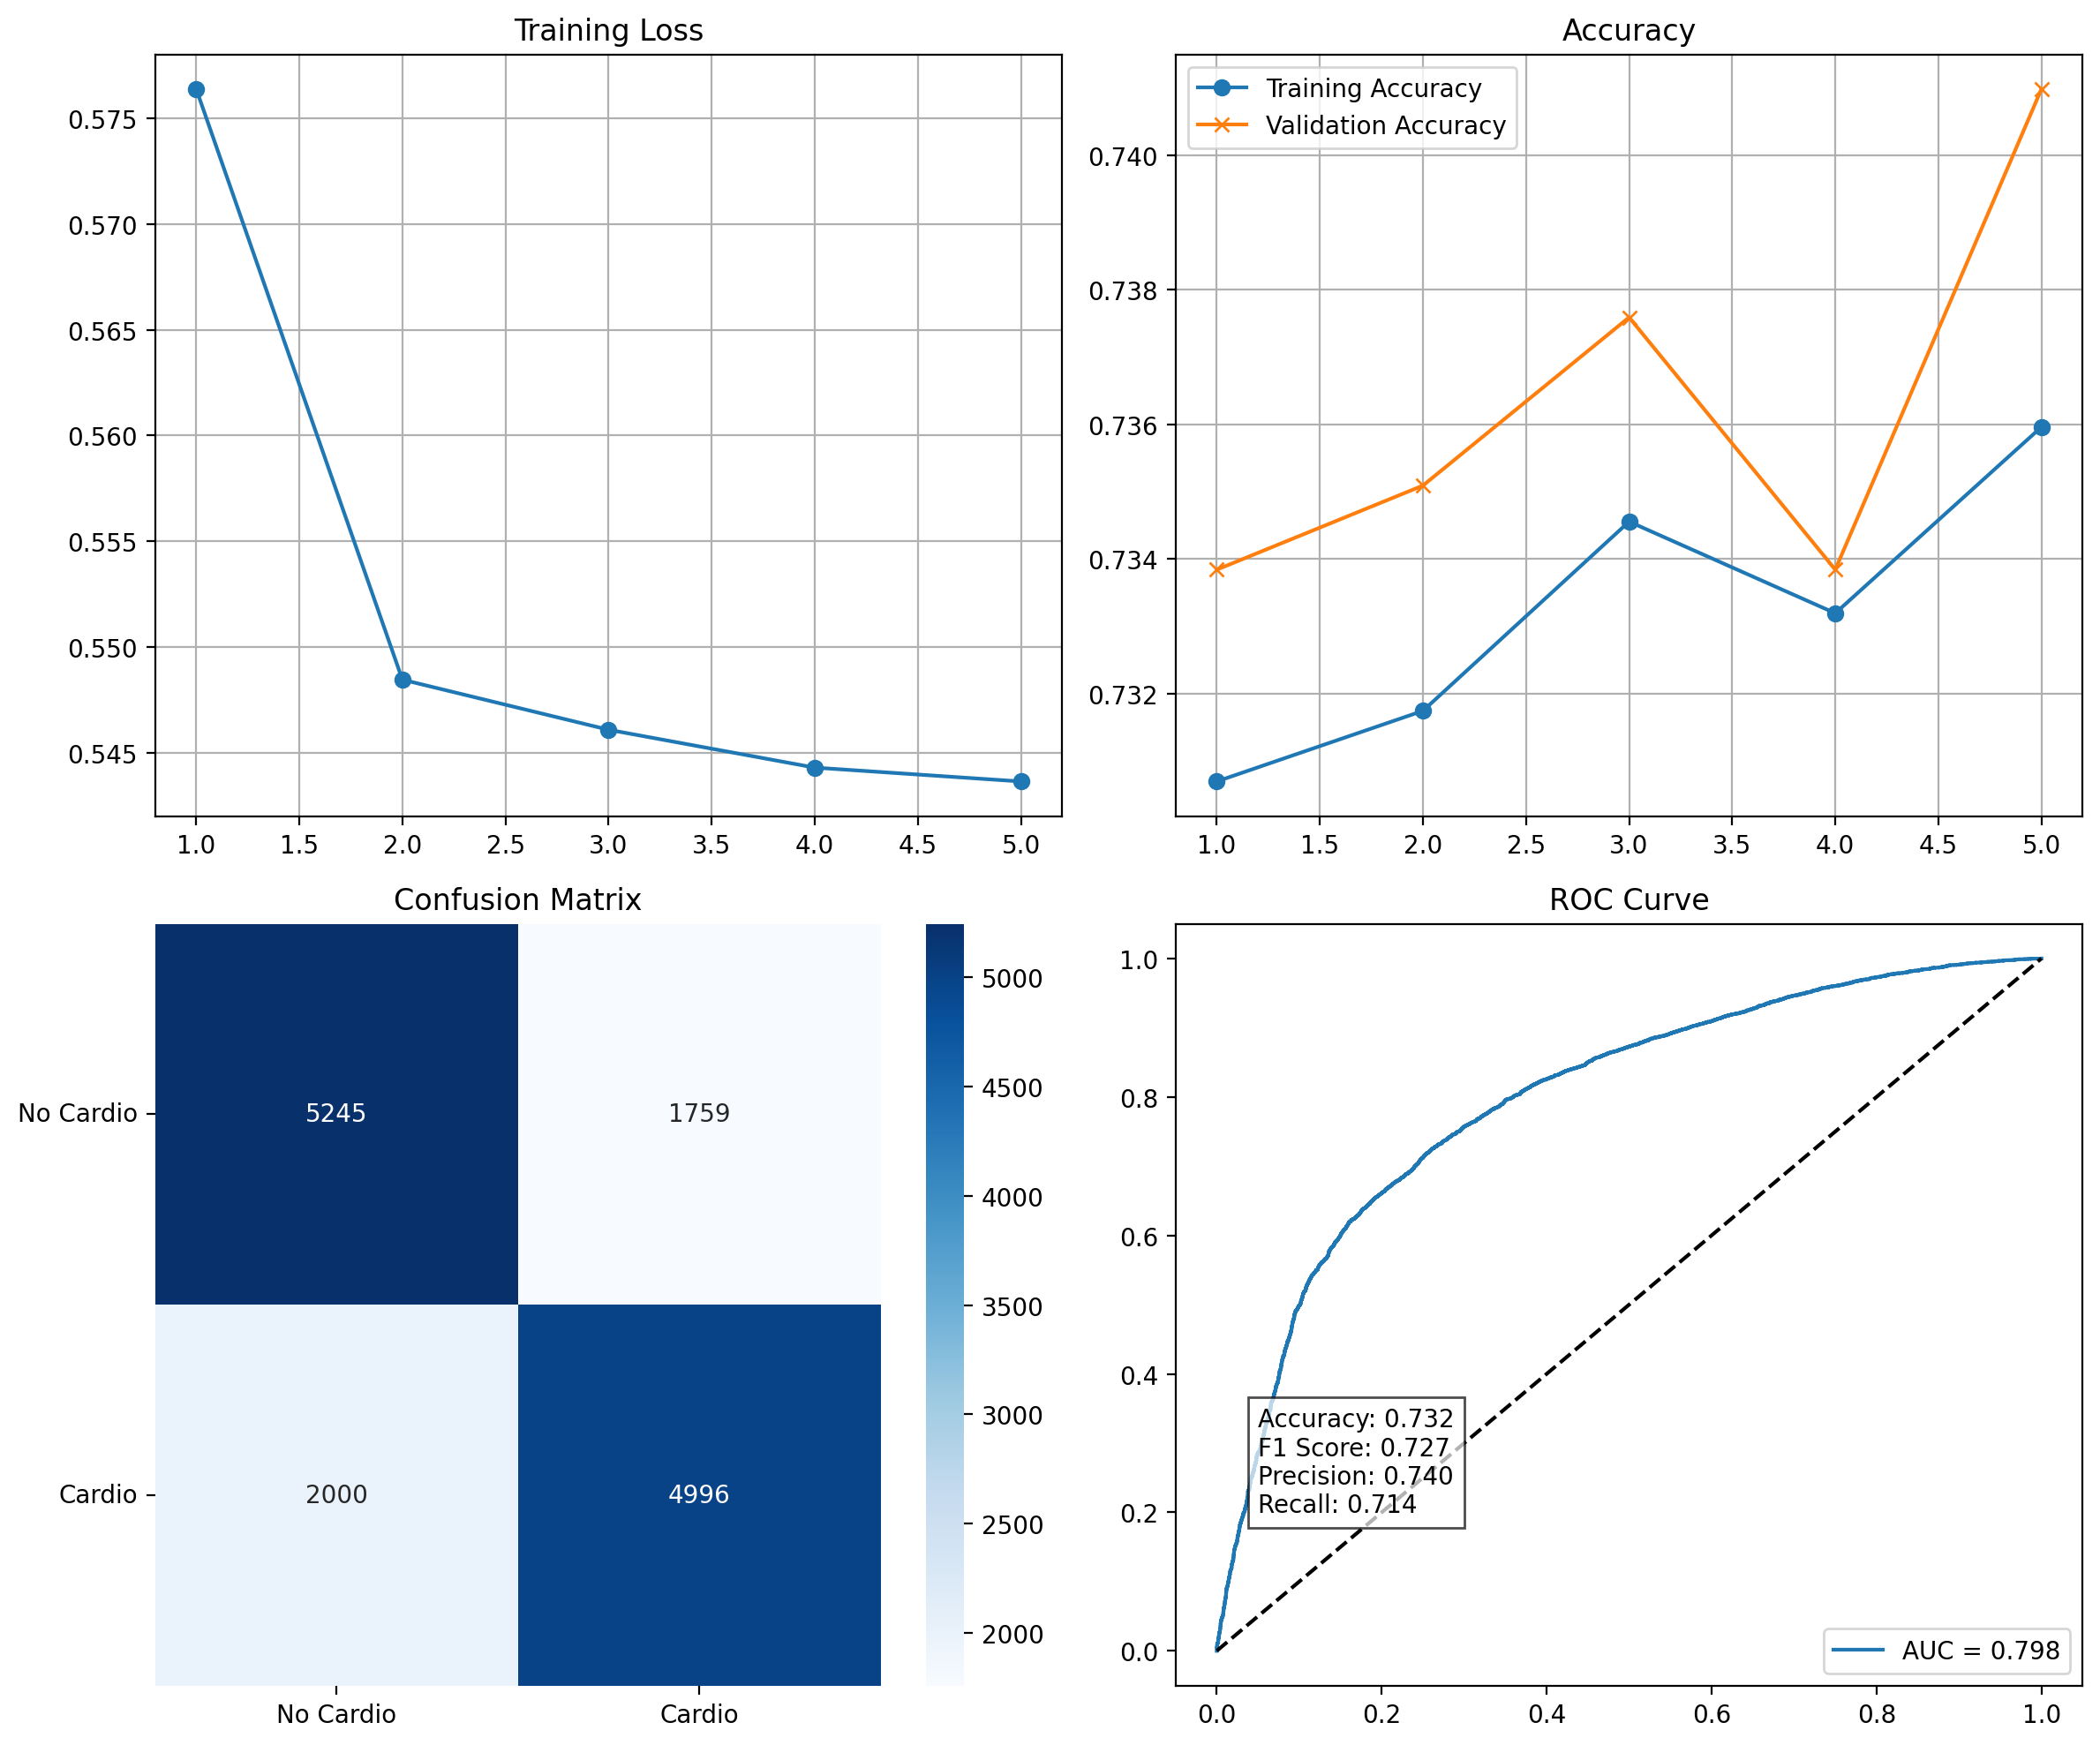 Training Loss
0.575
0.570
0.565
0.560
0.555
0.550
0.545
1.0 1.5 2.0 2.5 3.0 3.5 4.0 4.5 5.0
Accuracy
Training Accuracy
Validation Accuracy
0.740
0.738
0.736
0.734
0.732
1.0 1.5 2.0 2.5 3.0 3.5 4.0 4.5 5.0
Confusion Matrix
No Cardio
Cardio
5245 1759
2000 4996
No Cardio Cardio
5000
4500
4000
3500
3000
2500
2000
ROC Curve
1.0
0.8
0.6
0.4
0.2
0.0
Accuracy: 0.732
F1 Score: 0.727
Precision: 0.740
Recall: 0.714
AUC = 0.798
0.0 0.2 0.4 0.6 0.8 1.0